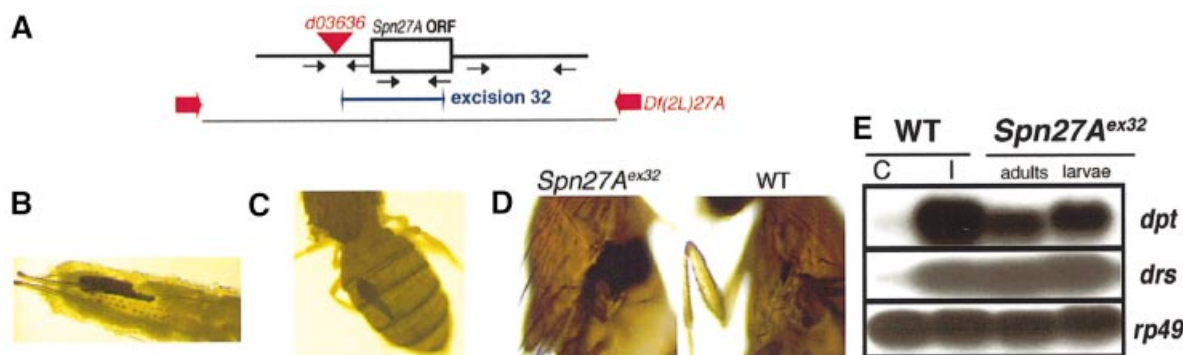 A
d03636
Spn27A ORF
excision 32
Df(2L)27A
B
C
D
Spn27A^ex32
WT
E
WT
Spn27A^ex32
C
I
adults
larvae
dpt
drs
rp49